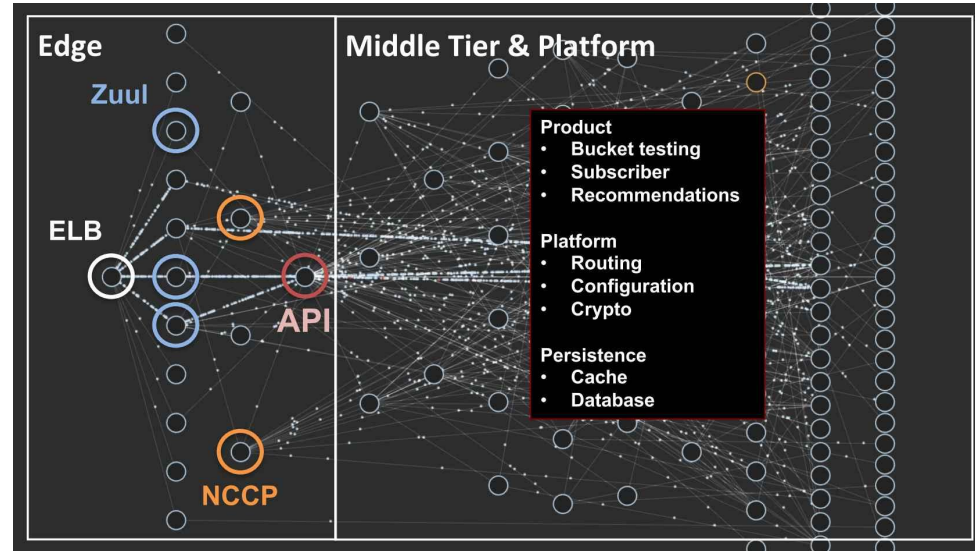 Edge
Middle Tier & Platform
Zuul
ELB
API
NCCP
Product
• Bucket testing
• Subscriber
• Recommendations
Platform
• Routing
• Configuration
• Crypto
Persistence
• Cache
• Database